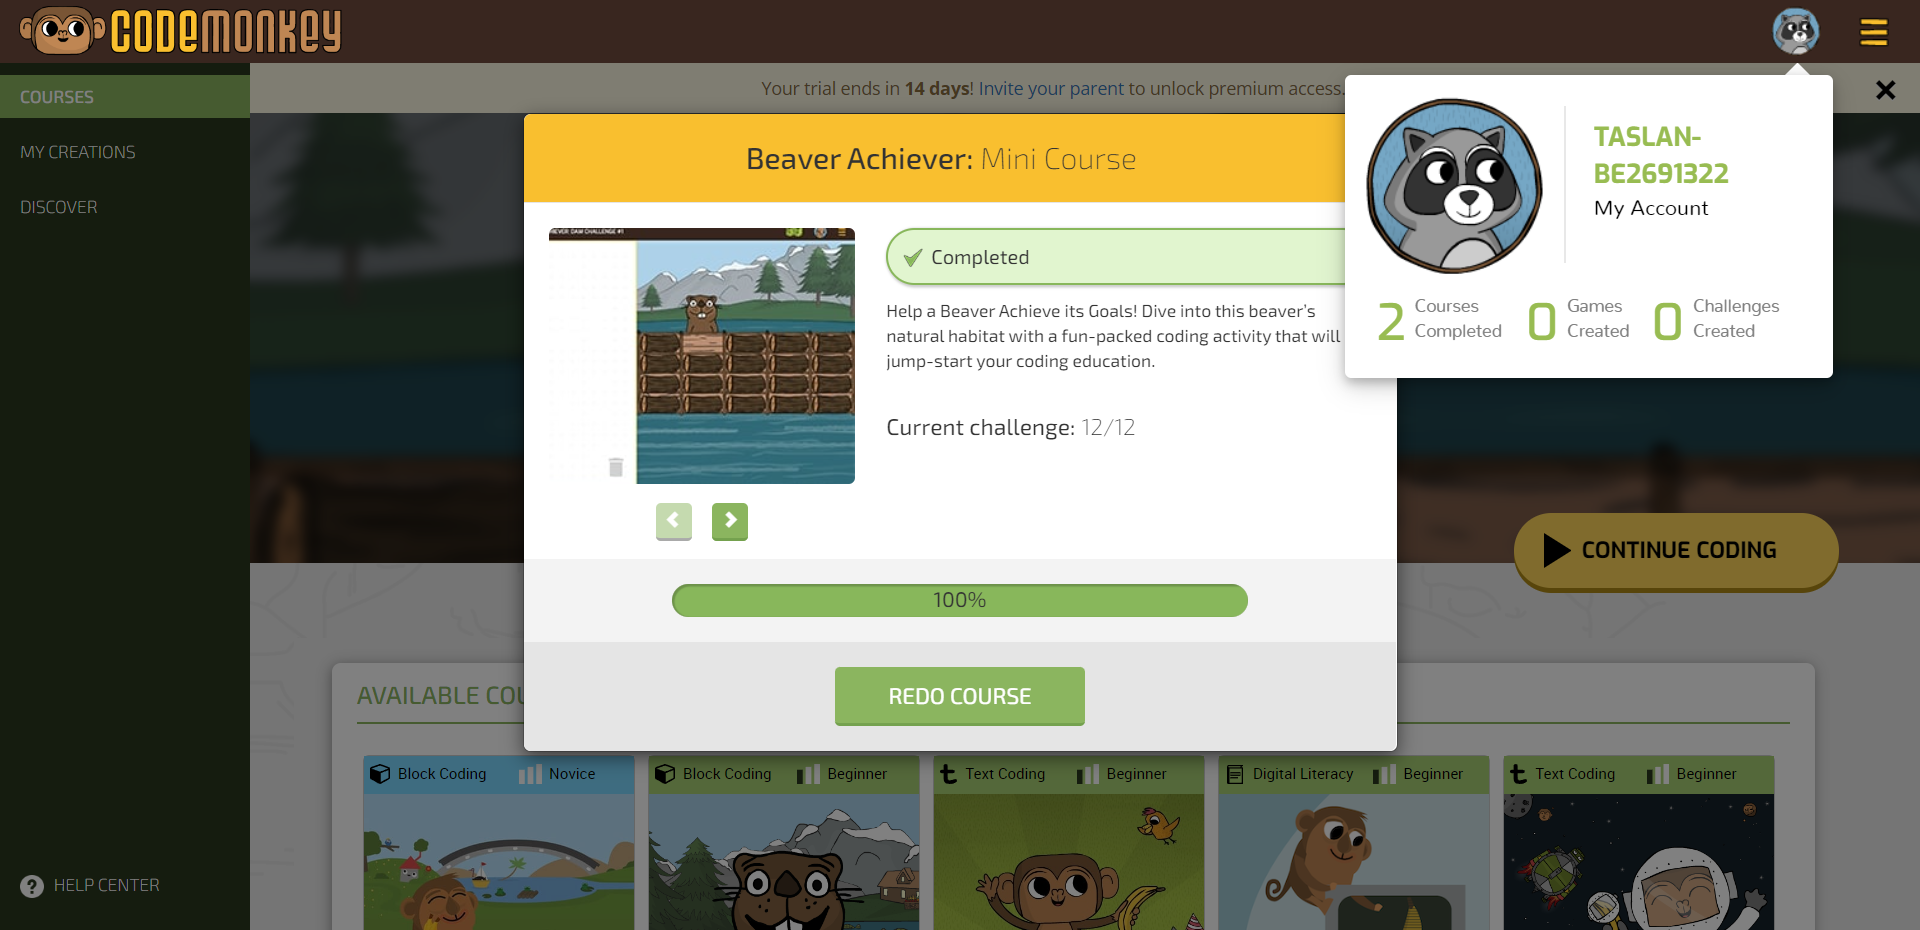 CODEMONKEY
COURSES
MY CREATIONS
DISCOVER
HELP CENTER
Your trial ends in 14 days! Invite your parent to unlock premium access.
Beaver Achiever: Mini Course
DAM CHALLENGE #1
Completed
Help a Beaver Achieve its Goals! Dive into this beaver's
natural habitat with a fun-packed coding activity that will
jump-start your coding education.
Current challenge: 12/12
100%
REDO COURSE
TASLAN-
BE2691322
My Account
2 Courses Completed
0 Games Created
0 Challenges Created
CONTINUE CODING
AVAILABLE COU
Block Coding Novice
Block Coding Beginner
Text Coding Beginner
Digital Literacy Beginner
Text Coding Beginner